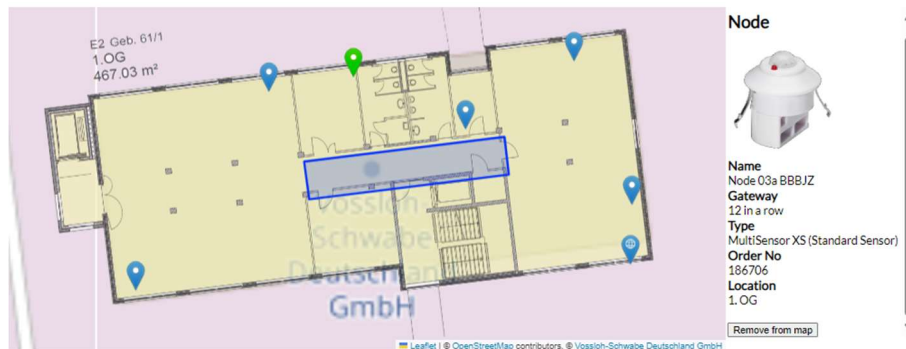 E2 Geb. 61/1
1.OG
467.03 m²
Vossloh-
Schwabe
Deutschland
GmbH
Leaflet | © OpenStreetMap contributors, © Vossloh-Schwabe Deutschland GmbH
Node
Name
Node 03a BBBJZ
Gateway
12 in a row
Type
MultiSensor XS (Standard Sensor)
Order No
186706
Location
1. OG
Remove from map